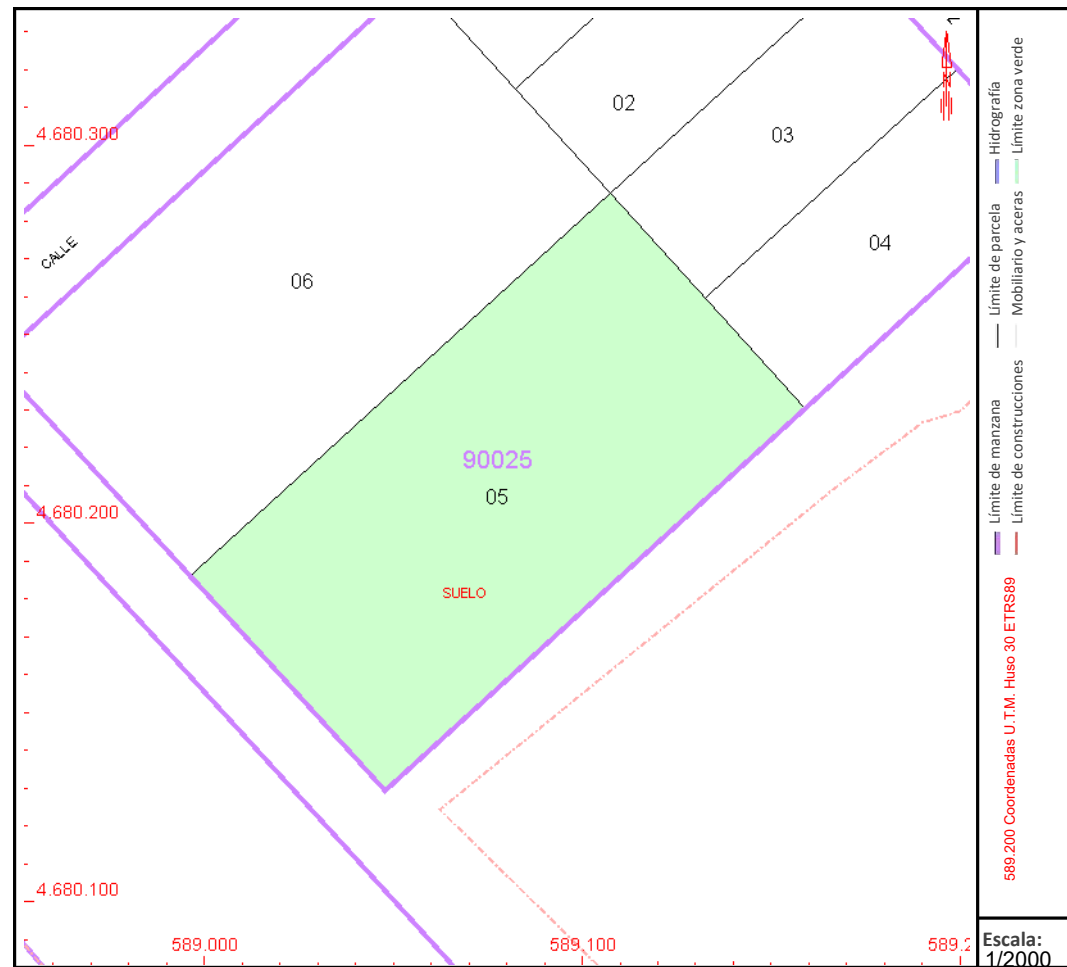 02
03
04
4.680.300
CALLE
06
90025
05
4.680.200
SUELO
4.680.100
589.000
589.100
589.2
Hidrografía
Límite zona verde
Límite de parcela
Mobiliario y aceras
Límite de manzana
Límite de construcciones
589.200 Coordenadas U.T.M. Huso 30 ETRS89
Escala:
1/2000